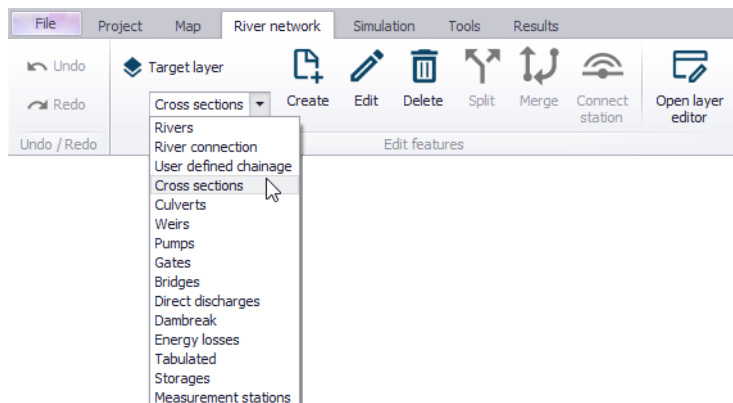 File Project Map River network Simulation Tools Results
Undo
Redo
Undo / Redo
Target layer
Cross sections
Create Edit Delete Split Merge Connect station
Open layer editor
Edit features
Rivers
River connection
User defined chainage
Cross sections
Culverts
Weirs
Pumps
Gates
Bridges
Direct discharges
Dambreak
Energy losses
Tabulated
Storages
Measurement stations